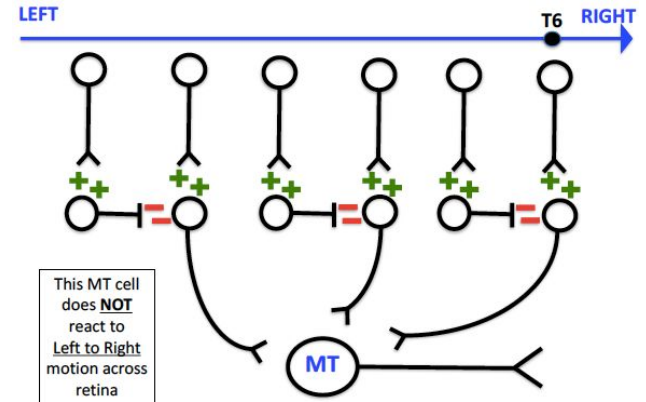 LEFT
T6
RIGHT
MT
This MT cell
does NOT
react to
Left to Right
motion across
retina